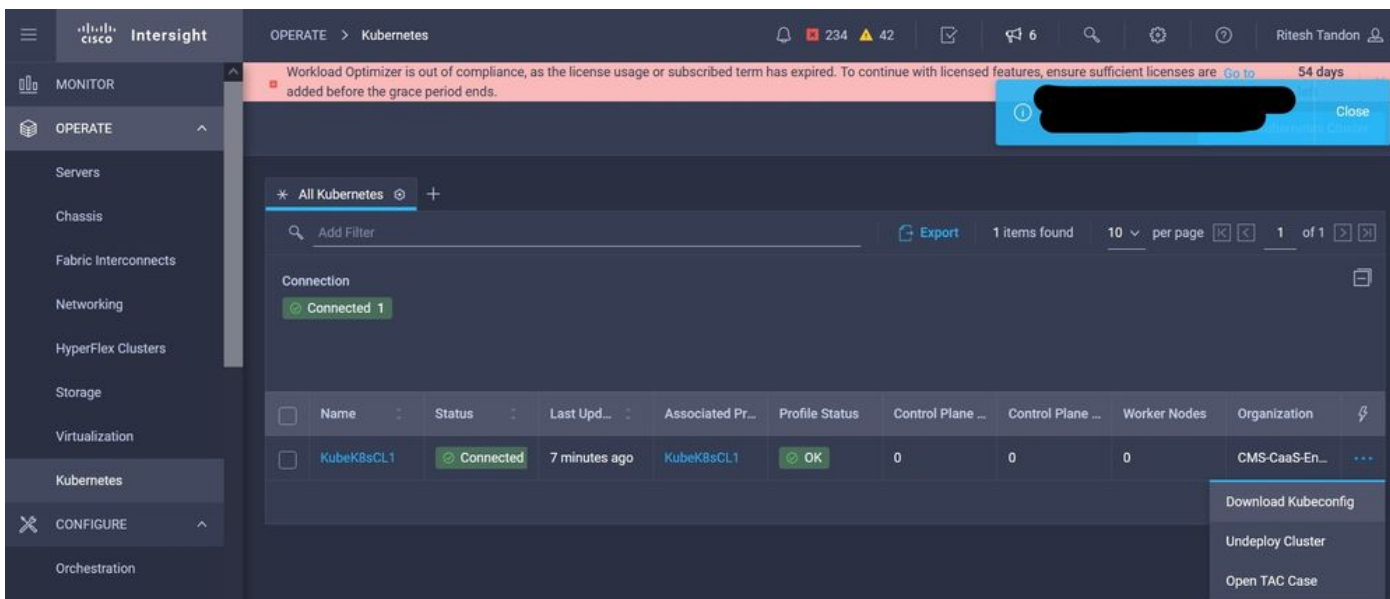 cisco Intersight
OPERATE > Kubernetes
234 42
6
Ritesh Tandon
MONITOR
OPERATE
Servers
Chassis
Fabric Interconnects
Networking
HyperFlex Clusters
Storage
Virtualization
Kubernetes
CONFIGURE
Orchestration
Workload Optimizer is out of compliance, as the license usage or subscribed term has expired. To continue with licensed features, ensure sufficient licenses are Go to 54 days
added before the grace period ends.
Close
All Kubernetes +
Add Filter
Export 1 items found 10 per page 1 of 1
Connection
Connected 1
Name Status Last Upd... Associated Pr... Profile Status Control Plane ... Control Plane ... Worker Nodes Organization
KubeK8sCL1 Connected 7 minutes ago KubeK8sCL1 OK 0 0 0 CMS-CaaS-En... ...
Download Kubeconfig
Undeploy Cluster
Open TAC Case